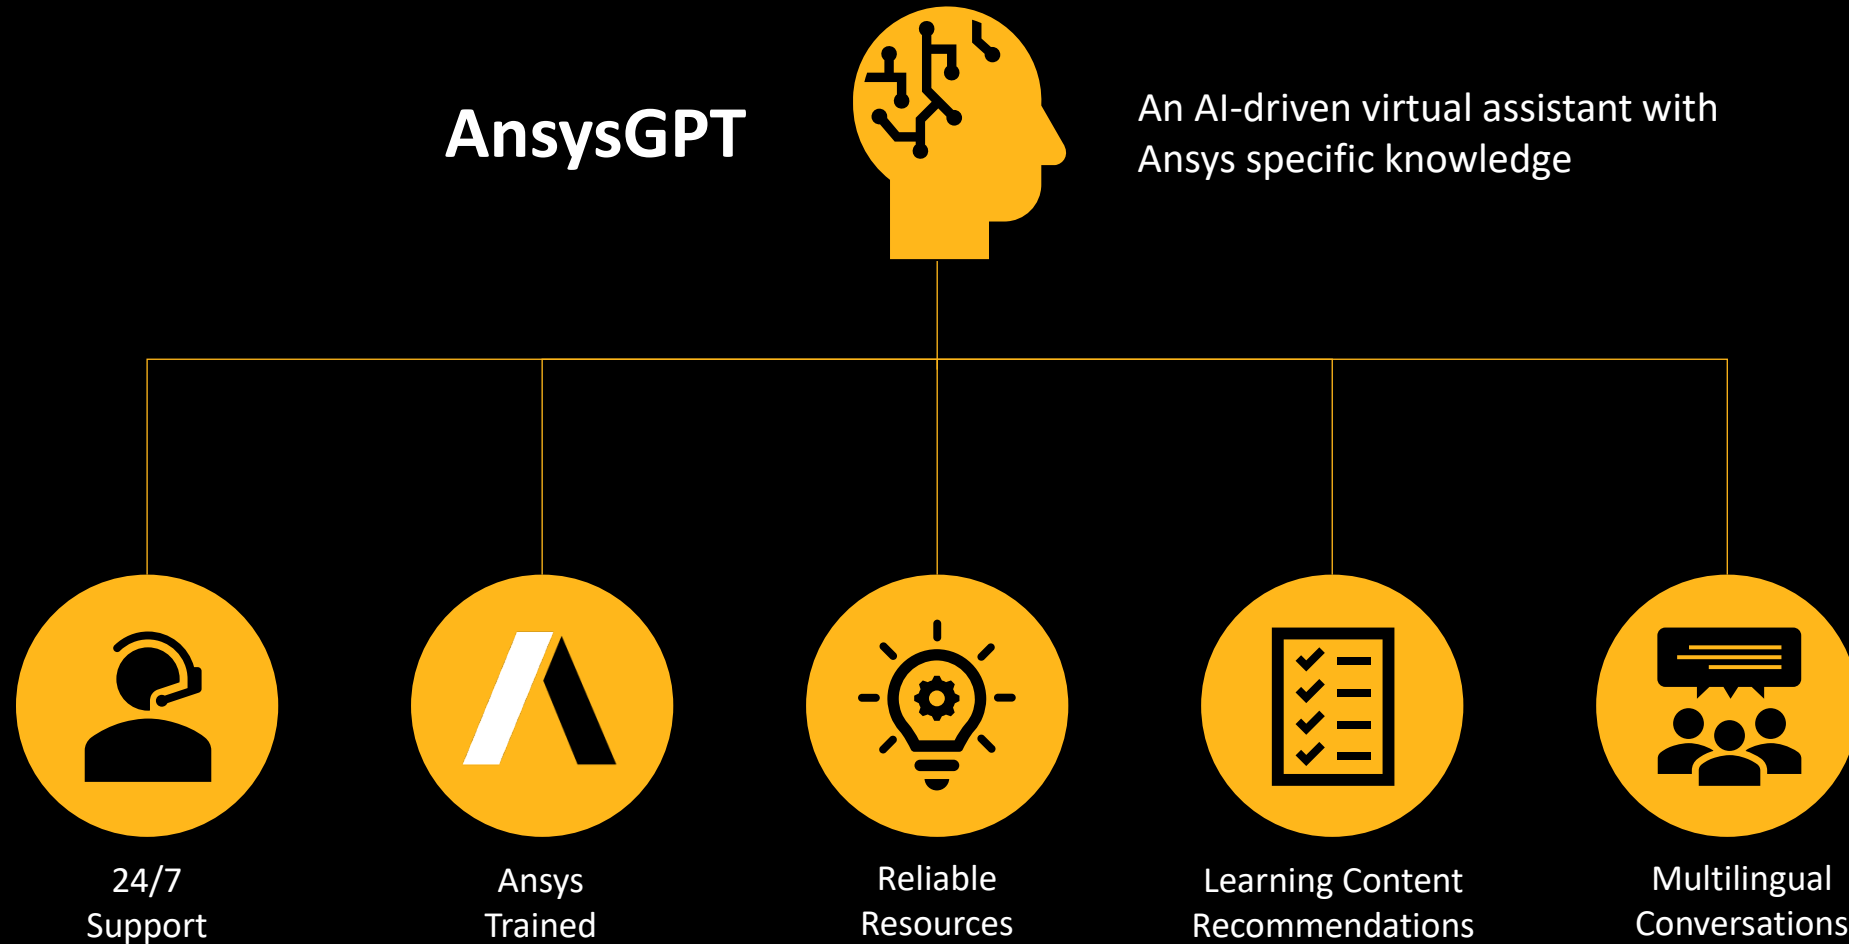 AnsysGPT
An AI-driven virtual assistant with
Ansys specific knowledge
24/7
Support
Ansys
Trained
Reliable
Resources
Learning Content
Recommendations
Multilingual
Conversations